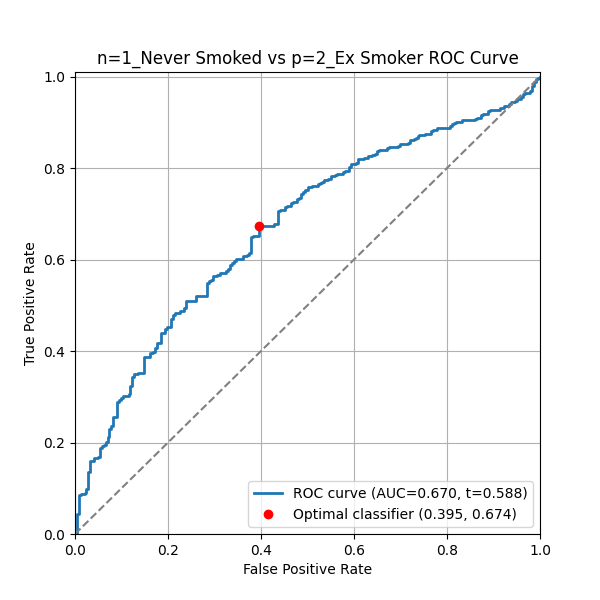 n=1_Never Smoked vs p=2_Ex Smoker ROC Curve
1.0
0.8
0.6
0.4
0.2
0.0
True Positive Rate
ROC curve (AUC=0.670, t=0.588)
Optimal classifier (0.395, 0.674)
0.0 0.2 0.4 0.6 0.8 1.0
False Positive Rate